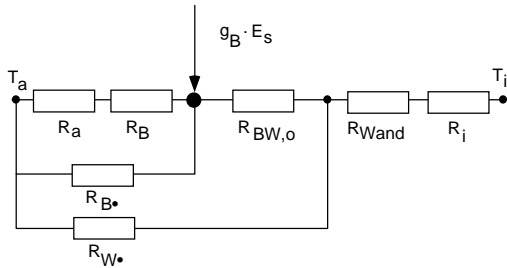 g_B · E_s
T_a
T_i
R_a
R_B
R_BW,o
R_Wand
R_i
R_B•
R_W•